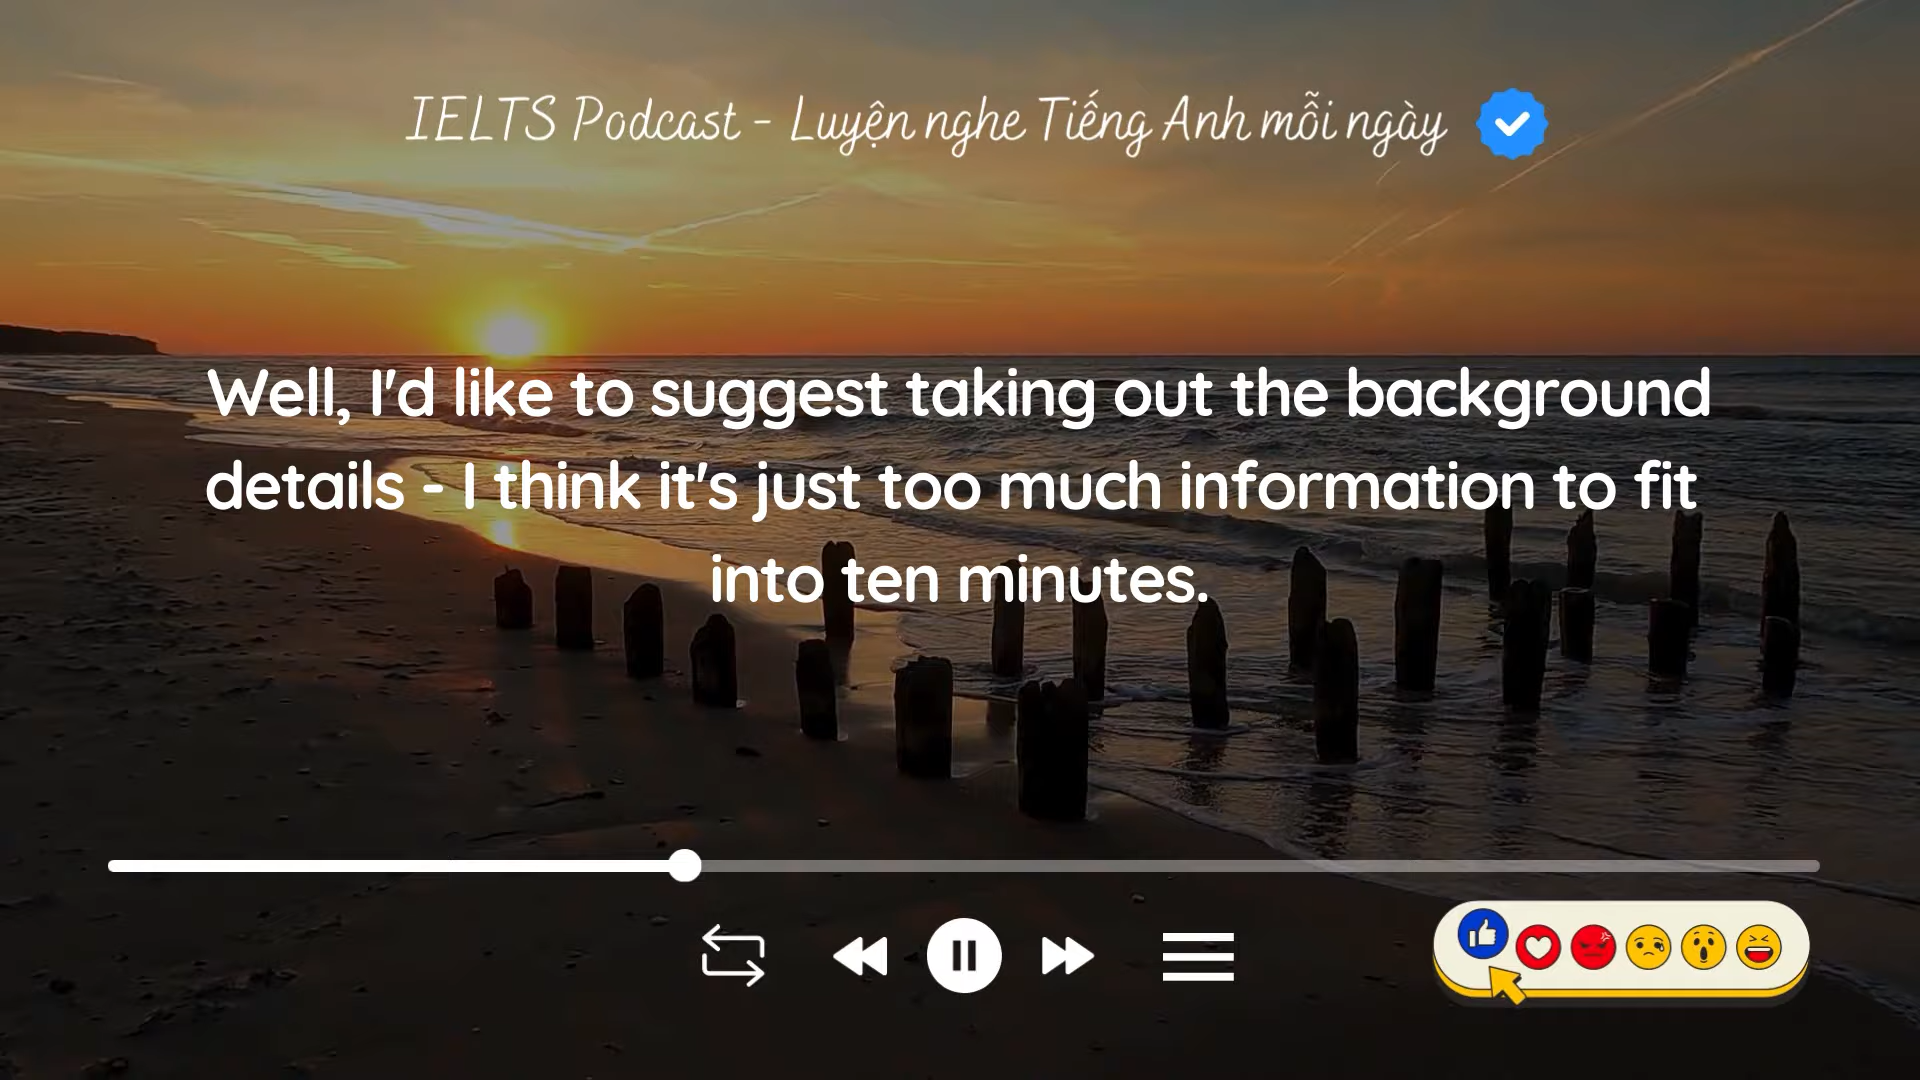 IELTS Podcast - Luyện nghe Tiếng Anh mỗi ngày
Well, I'd like to suggest taking out the background
details - I think it's just too much information to fit
into ten minutes.